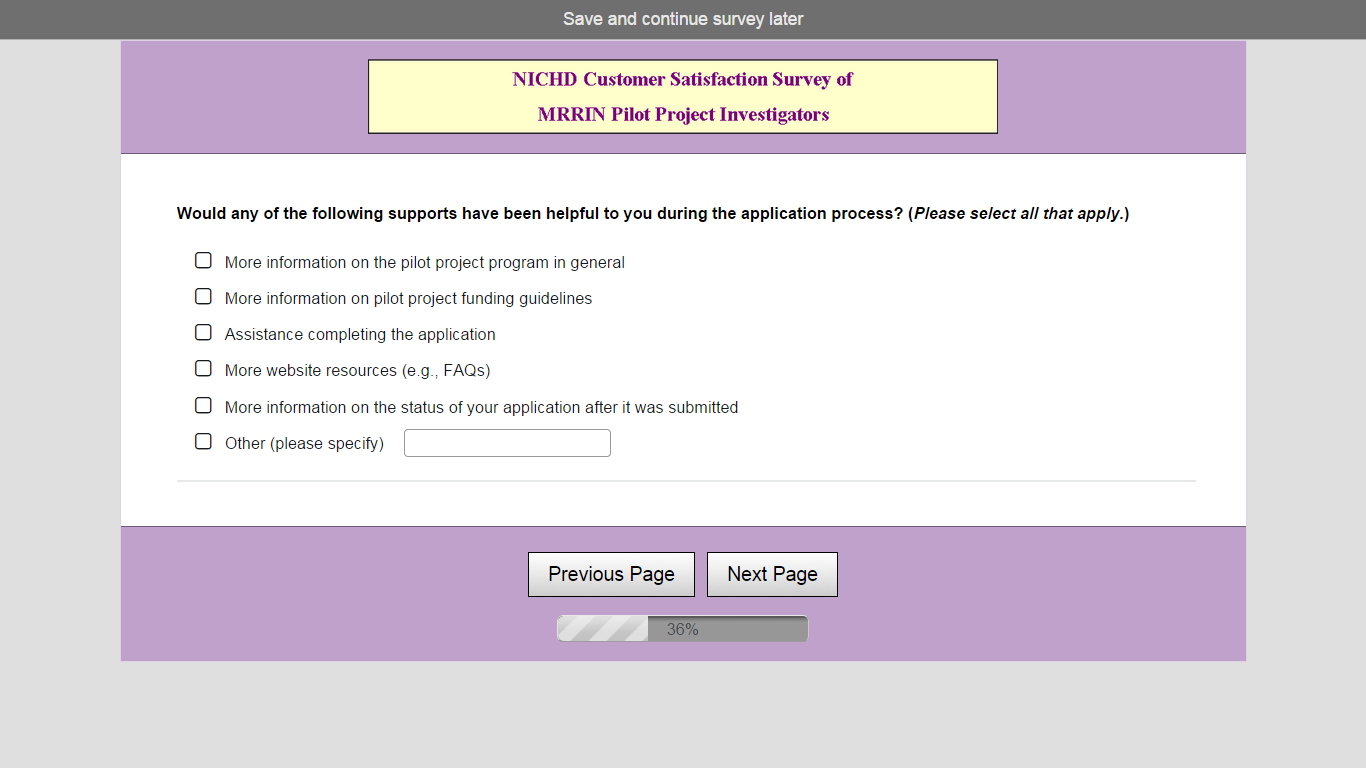 Save and continue survey later
NICHD Customer Satisfaction Survey of
MRRIN Pilot Project Investigators
Would any of the following supports have been helpful to you during the application process? (Please select all that apply.)
More information on the pilot project program in general
More information on pilot project funding guidelines
Assistance completing the application
More website resources (e.g., FAQs)
More information on the status of your application after it was submitted
Other (please specify)
Previous Page Next Page
36%